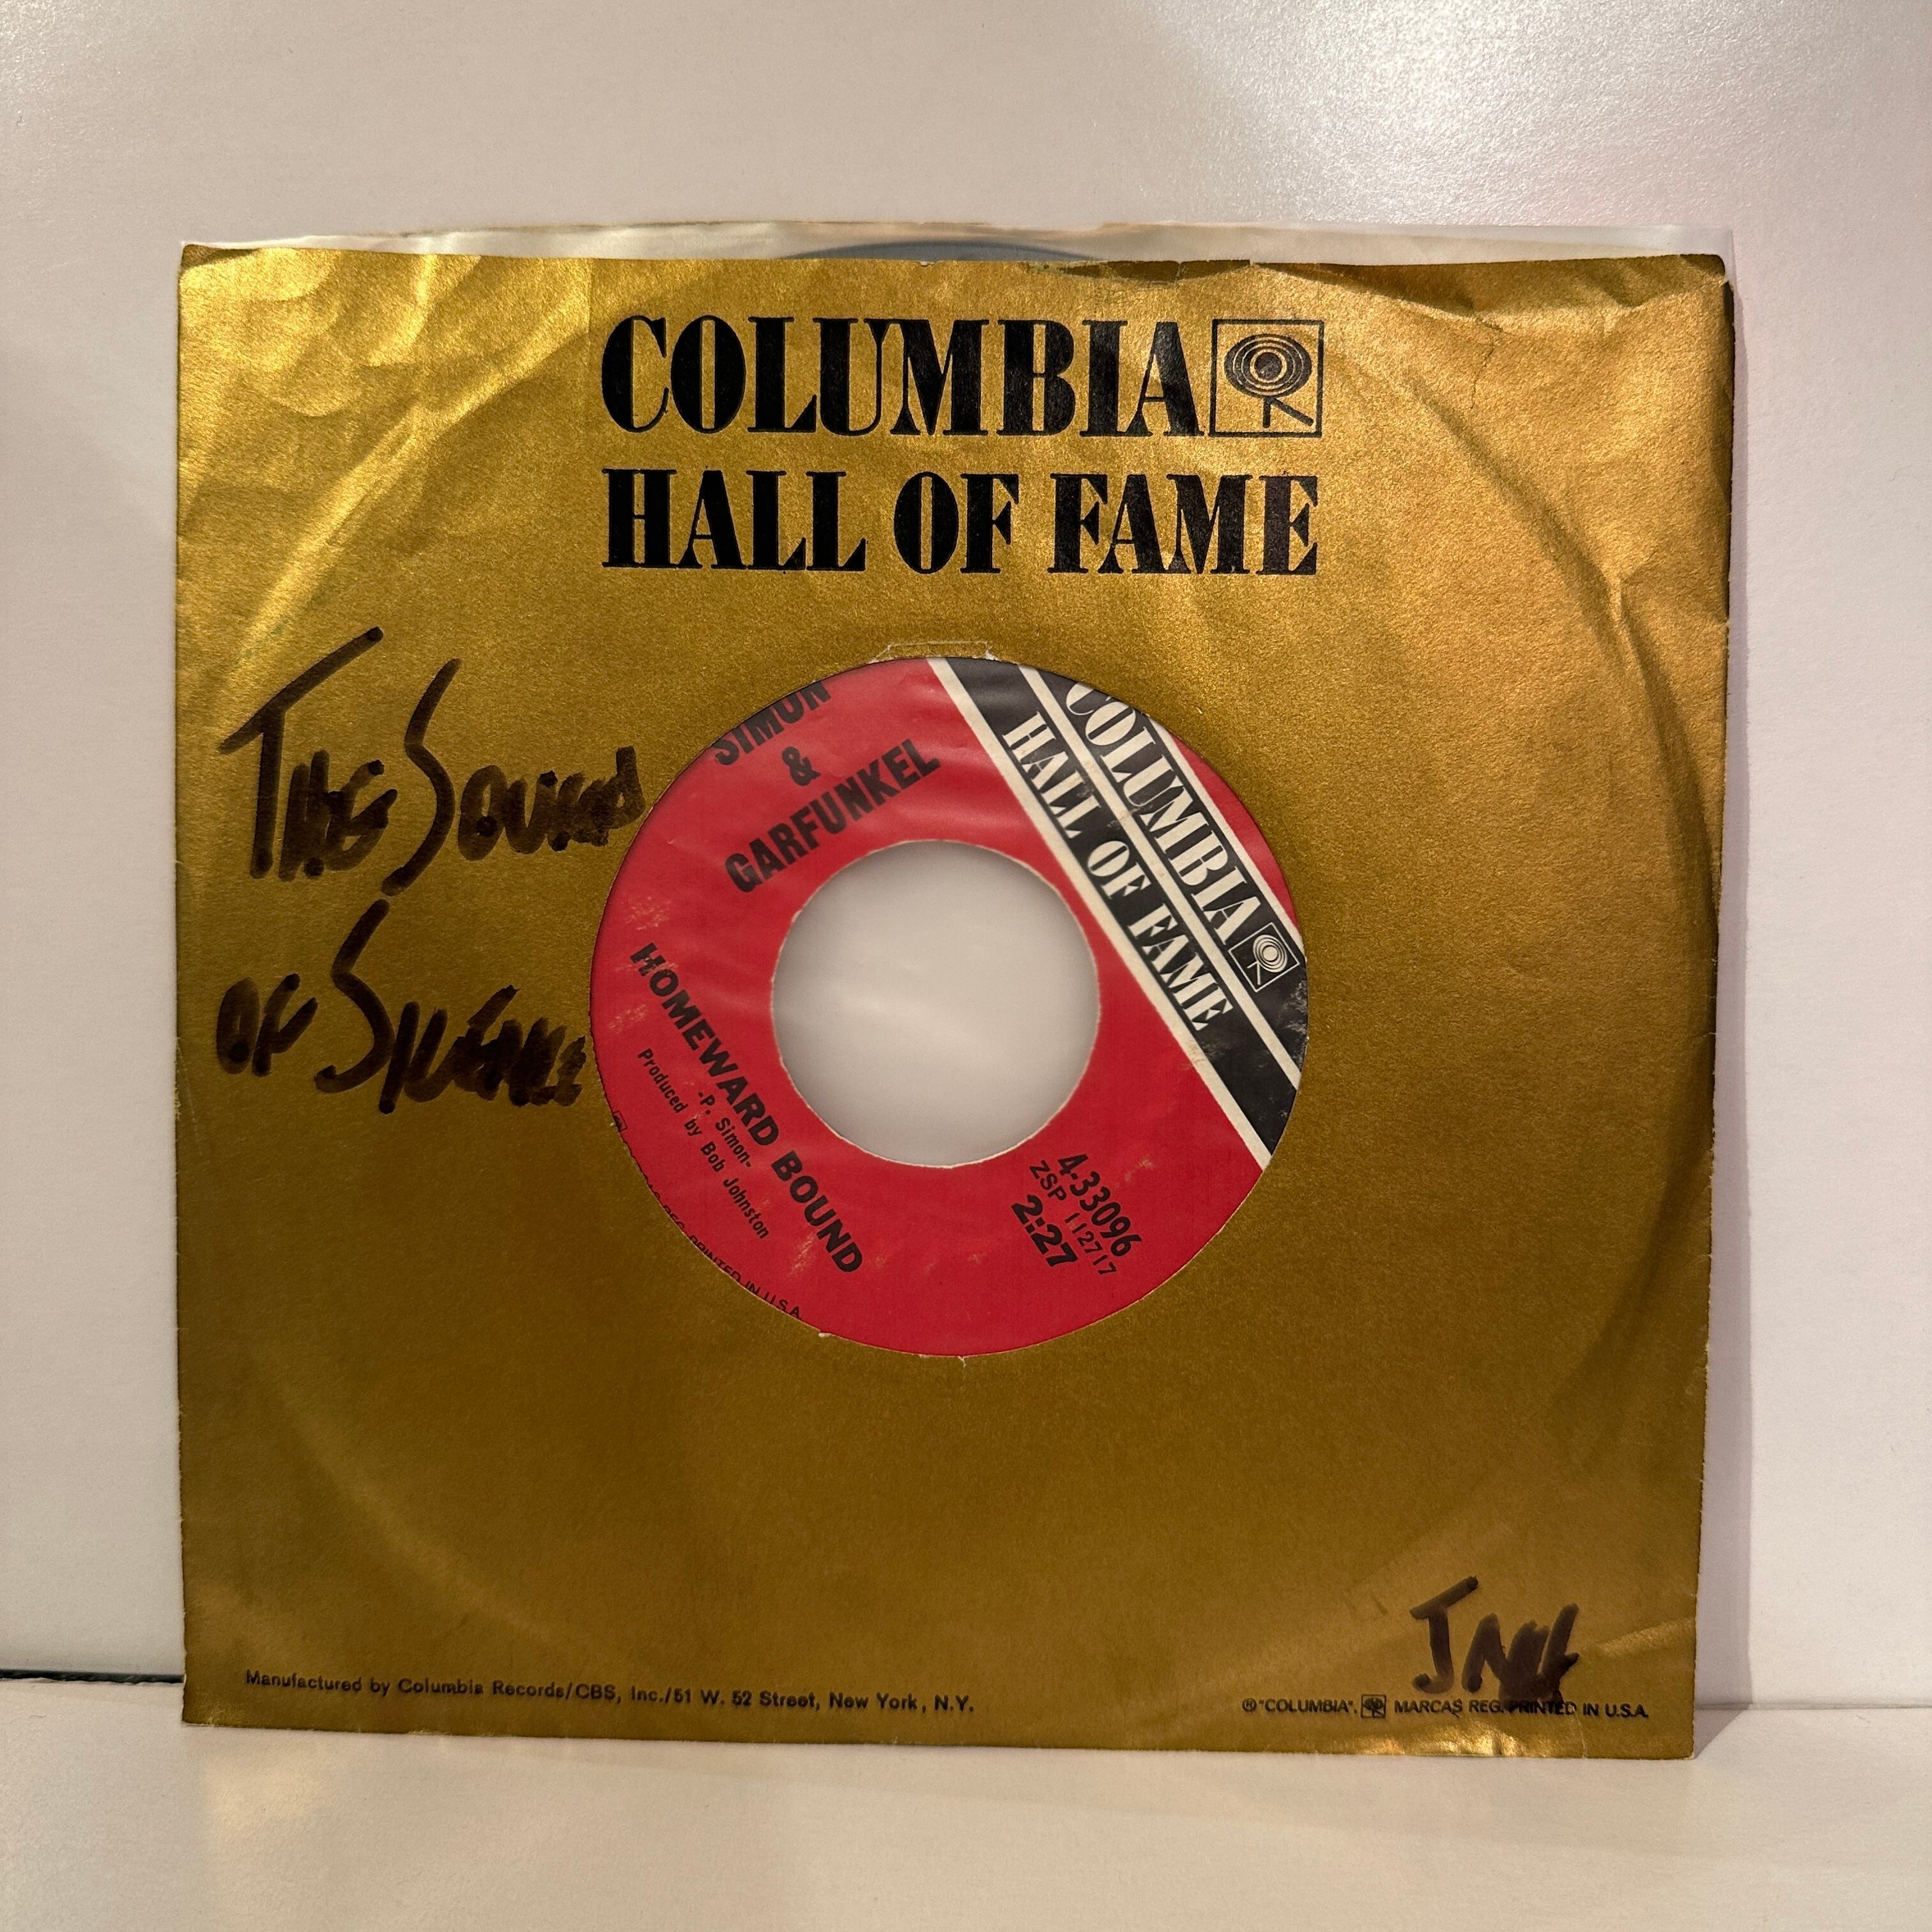 COLUMBIA
HALL OF FAME
THE SOUND
OF SILENCE
SIMON
&
GARFUNKEL
COLUMBIA
HALL OF FAME
HOMEWARD BOUND
-P. Simon-
Produced by Bob Johnston
4-33096
ZSP 112717
2:27
PRINTED IN U.S.A.
Manufactured by Columbia Records/CBS, Inc./51 W. 52 Street, New York, N.Y.
® "COLUMBIA", MARCAS REG. PRINTED IN U.S.A.